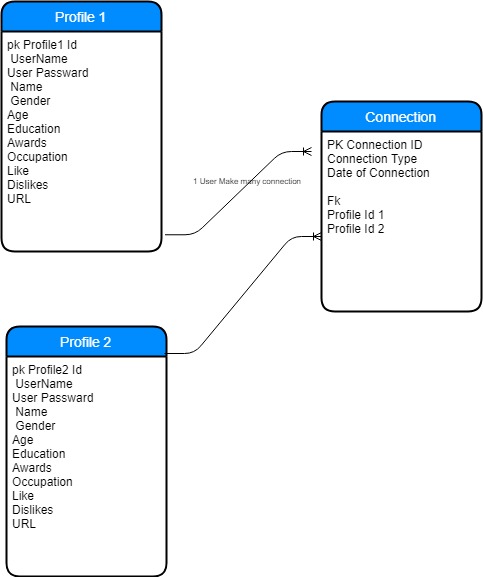 Profile 1
pk Profile1 Id
UserName
User Passward
Name
Gender
Age
Education
Awards
Occupation
Like
Dislikes
URL
Connection
PK Connection ID
Connection Type
Date of Connection
Fk
Profile Id 1
Profile Id 2
1 User Make many connection
Profile 2
pk Profile2 Id
UserName
User Passward
Name
Gender
Age
Education
Awards
Occupation
Like
Dislikes
URL